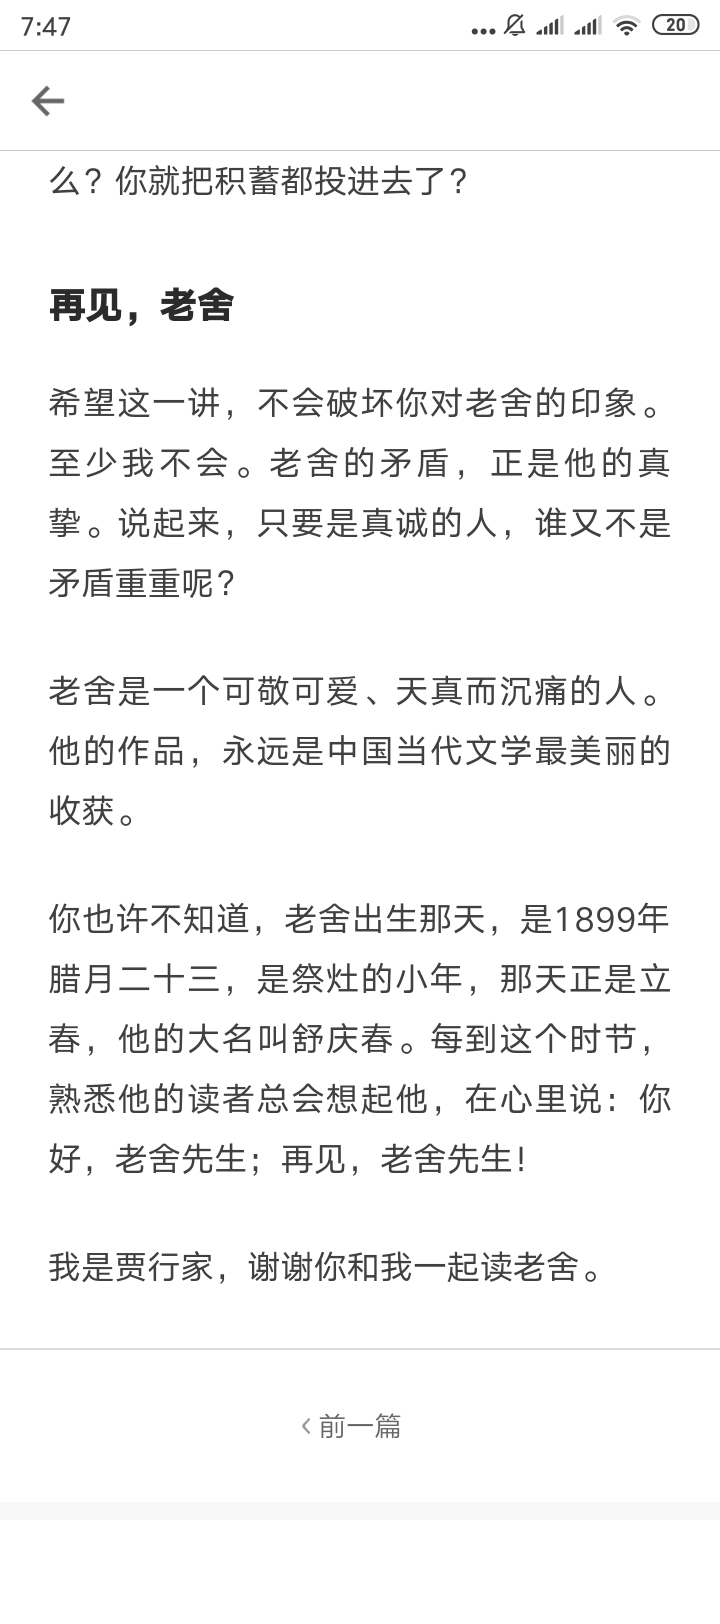 7:47
20
么？你就把积蓄都投进去了？
再见，老舍
希望这一讲，不会破坏你对老舍的印象。
至少我不会。老舍的矛盾，正是他的真
挚。说起来，只要是真诚的人，谁又不是
矛盾重重呢？
老舍是一个可敬可爱、天真而沉痛的人。
他的作品，永远是中国当代文学最美丽的
收获。
你也许不知道，老舍出生那天，是1899年
腊月二十三，是祭灶的小年，那天正是立
春，他的大名叫舒庆春。每到这个时节，
熟悉他的读者总会想起他，在心里说：你
好，老舍先生；再见，老舍先生！
我是贾行家，谢谢你和我一起读老舍。
前一篇